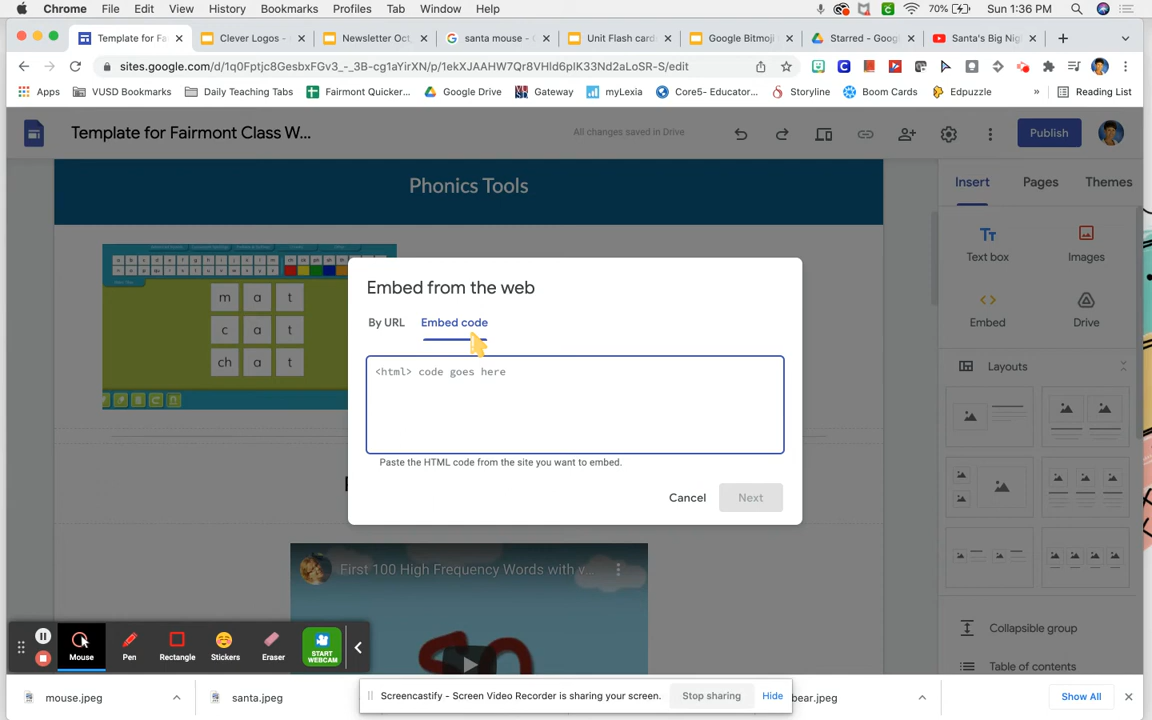 Chrome File Edit View History Bookmarks Profiles Tab Window Help 70% Sun 1:36 PM
Template for Fa Clever Logos - C Newsletter Oct, santa mouse - G Unit Flash card Google Bitmoji Starred - Googl Santa's Big Nig
sites.google.com/d/1q0Fptjc8GesbxFGv3_-_3B-cg1aYirXN/p/1ekXJAAHW7Qr8VHId6pIK33Nd2aLoSR-S/edit
Apps VUSD Bookmarks Daily Teaching Tabs Fairmont Quicker... Google Drive Gateway myLexia Core5- Educator... Storyline Boom Cards Edpuzzle » Reading List
Template for Fairmont Class W... All changes saved in Drive Publish
Phonics Tools
Insert Pages Themes
Text box Images
Embed Drive
Layouts
Collapsible group
Table of contents
m a t
c a t
ch a t
Embed from the web
By URL Embed code
<html> code goes here
Paste the HTML code from the site you want to embed.
Cancel Next
First 100 High Frequency Words with v...
so
Mouse Pen Rectangle Stickers Eraser START WEBCAM
mouse.jpeg santa.jpeg Screencastify - Screen Video Recorder is sharing your screen. Stop sharing Hide bear.jpeg Show All